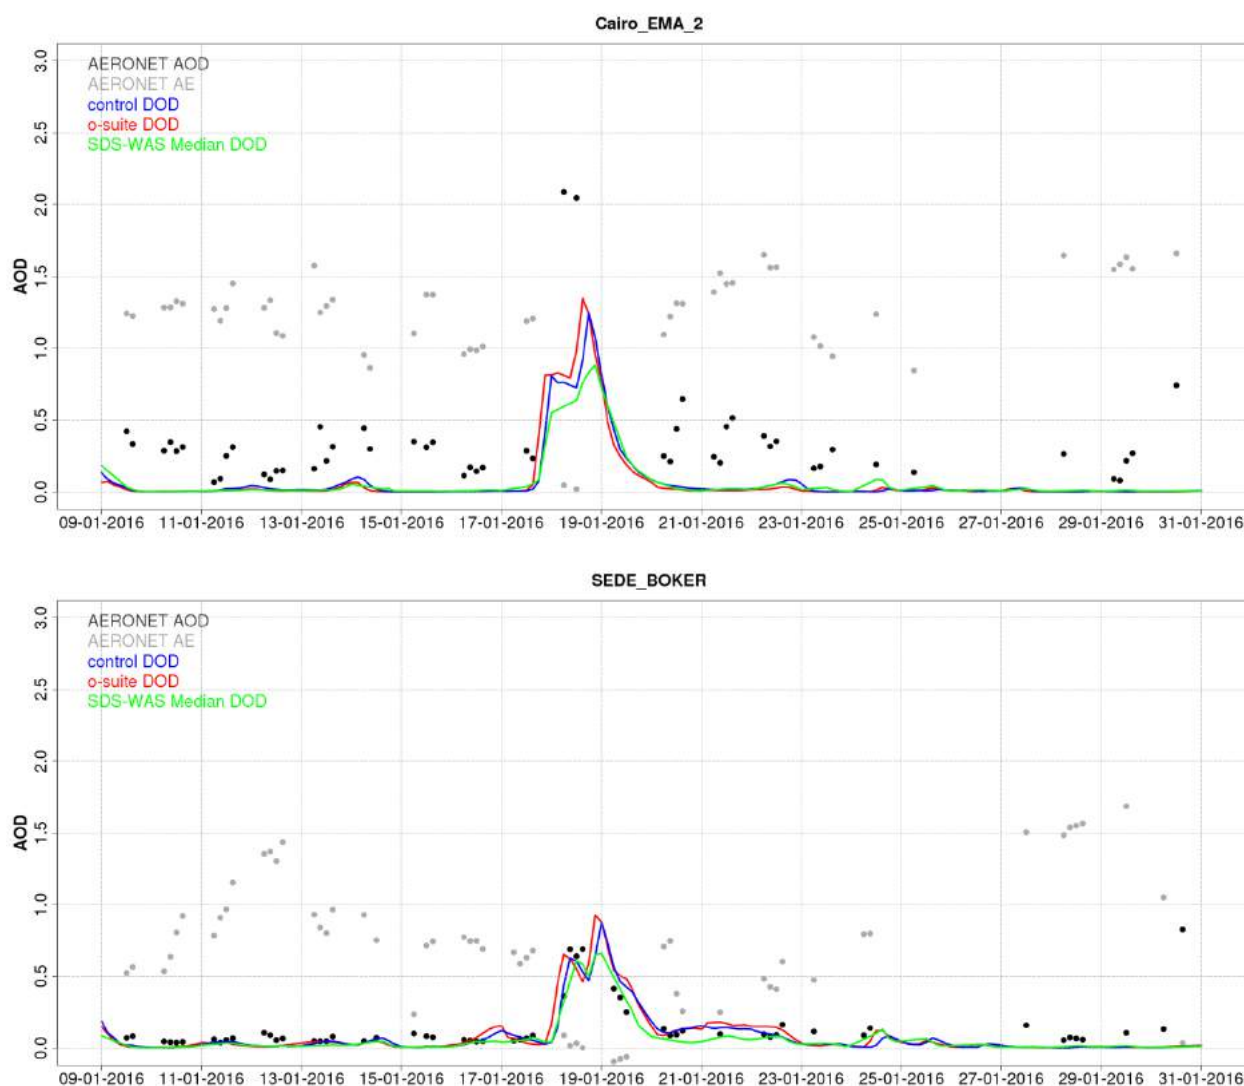 Cairo_EMA_2
AERONET AOD
AERONET AE
control DOD
o-suite DOD
SDS-WAS Median DOD
AOD
3.0
2.5
2.0
1.5
1.0
0.5
0.0
09-01-2016 11-01-2016 13-01-2016 15-01-2016 17-01-2016 19-01-2016 21-01-2016 23-01-2016 25-01-2016 27-01-2016 29-01-2016 31-01-2016
SEDE_BOKER
AERONET AOD
AERONET AE
control DOD
o-suite DOD
SDS-WAS Median DOD
AOD
3.0
2.5
2.0
1.5
1.0
0.5
0.0
09-01-2016 11-01-2016 13-01-2016 15-01-2016 17-01-2016 19-01-2016 21-01-2016 23-01-2016 25-01-2016 27-01-2016 29-01-2016 31-01-2016